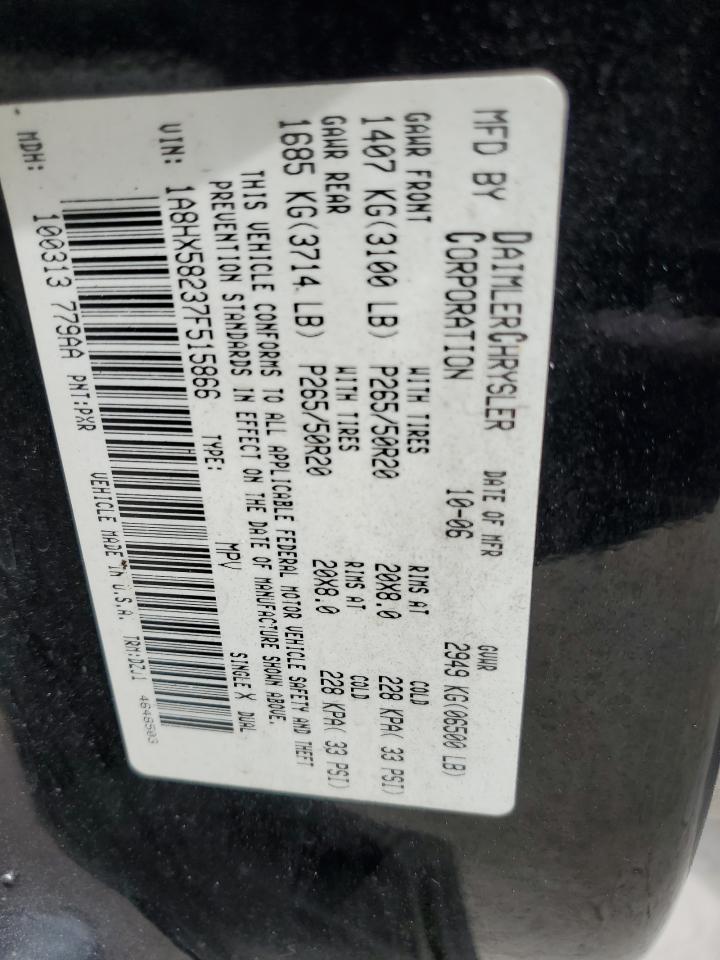 MFD BY DAIMLERCHRYSLER DATE OF MFR GVWR
CORPORATION 10-06 2949 KG(06500 LB)
GAWR FRONT WITH TIRES RIMS AT COLD
1407 KG(3100 LB) P265/50R20 20X8.0 228 KPA( 33 PSI)
GAWR REAR WITH TIRES RIMS AT COLD
1685 KG(3714 LB) P265/50R20 20X8.0 228 KPA( 33 PSI)
THIS VEHICLE CONFORMS TO ALL APPLICABLE FEDERAL MOTOR VEHICLE SAFETY AND THEFT
PREVENTION STANDARDS IN EFFECT ON THE DATE OF MANUFACTURE SHOWN ABOVE.
VIN: 1A8HX58237F515866 TYPE: MPV SINGLE X DUAL
MDH: 100313 779AA PNT:PXR VEHICLE MADE IN U.S.A. TRM:DZJ1 4648503